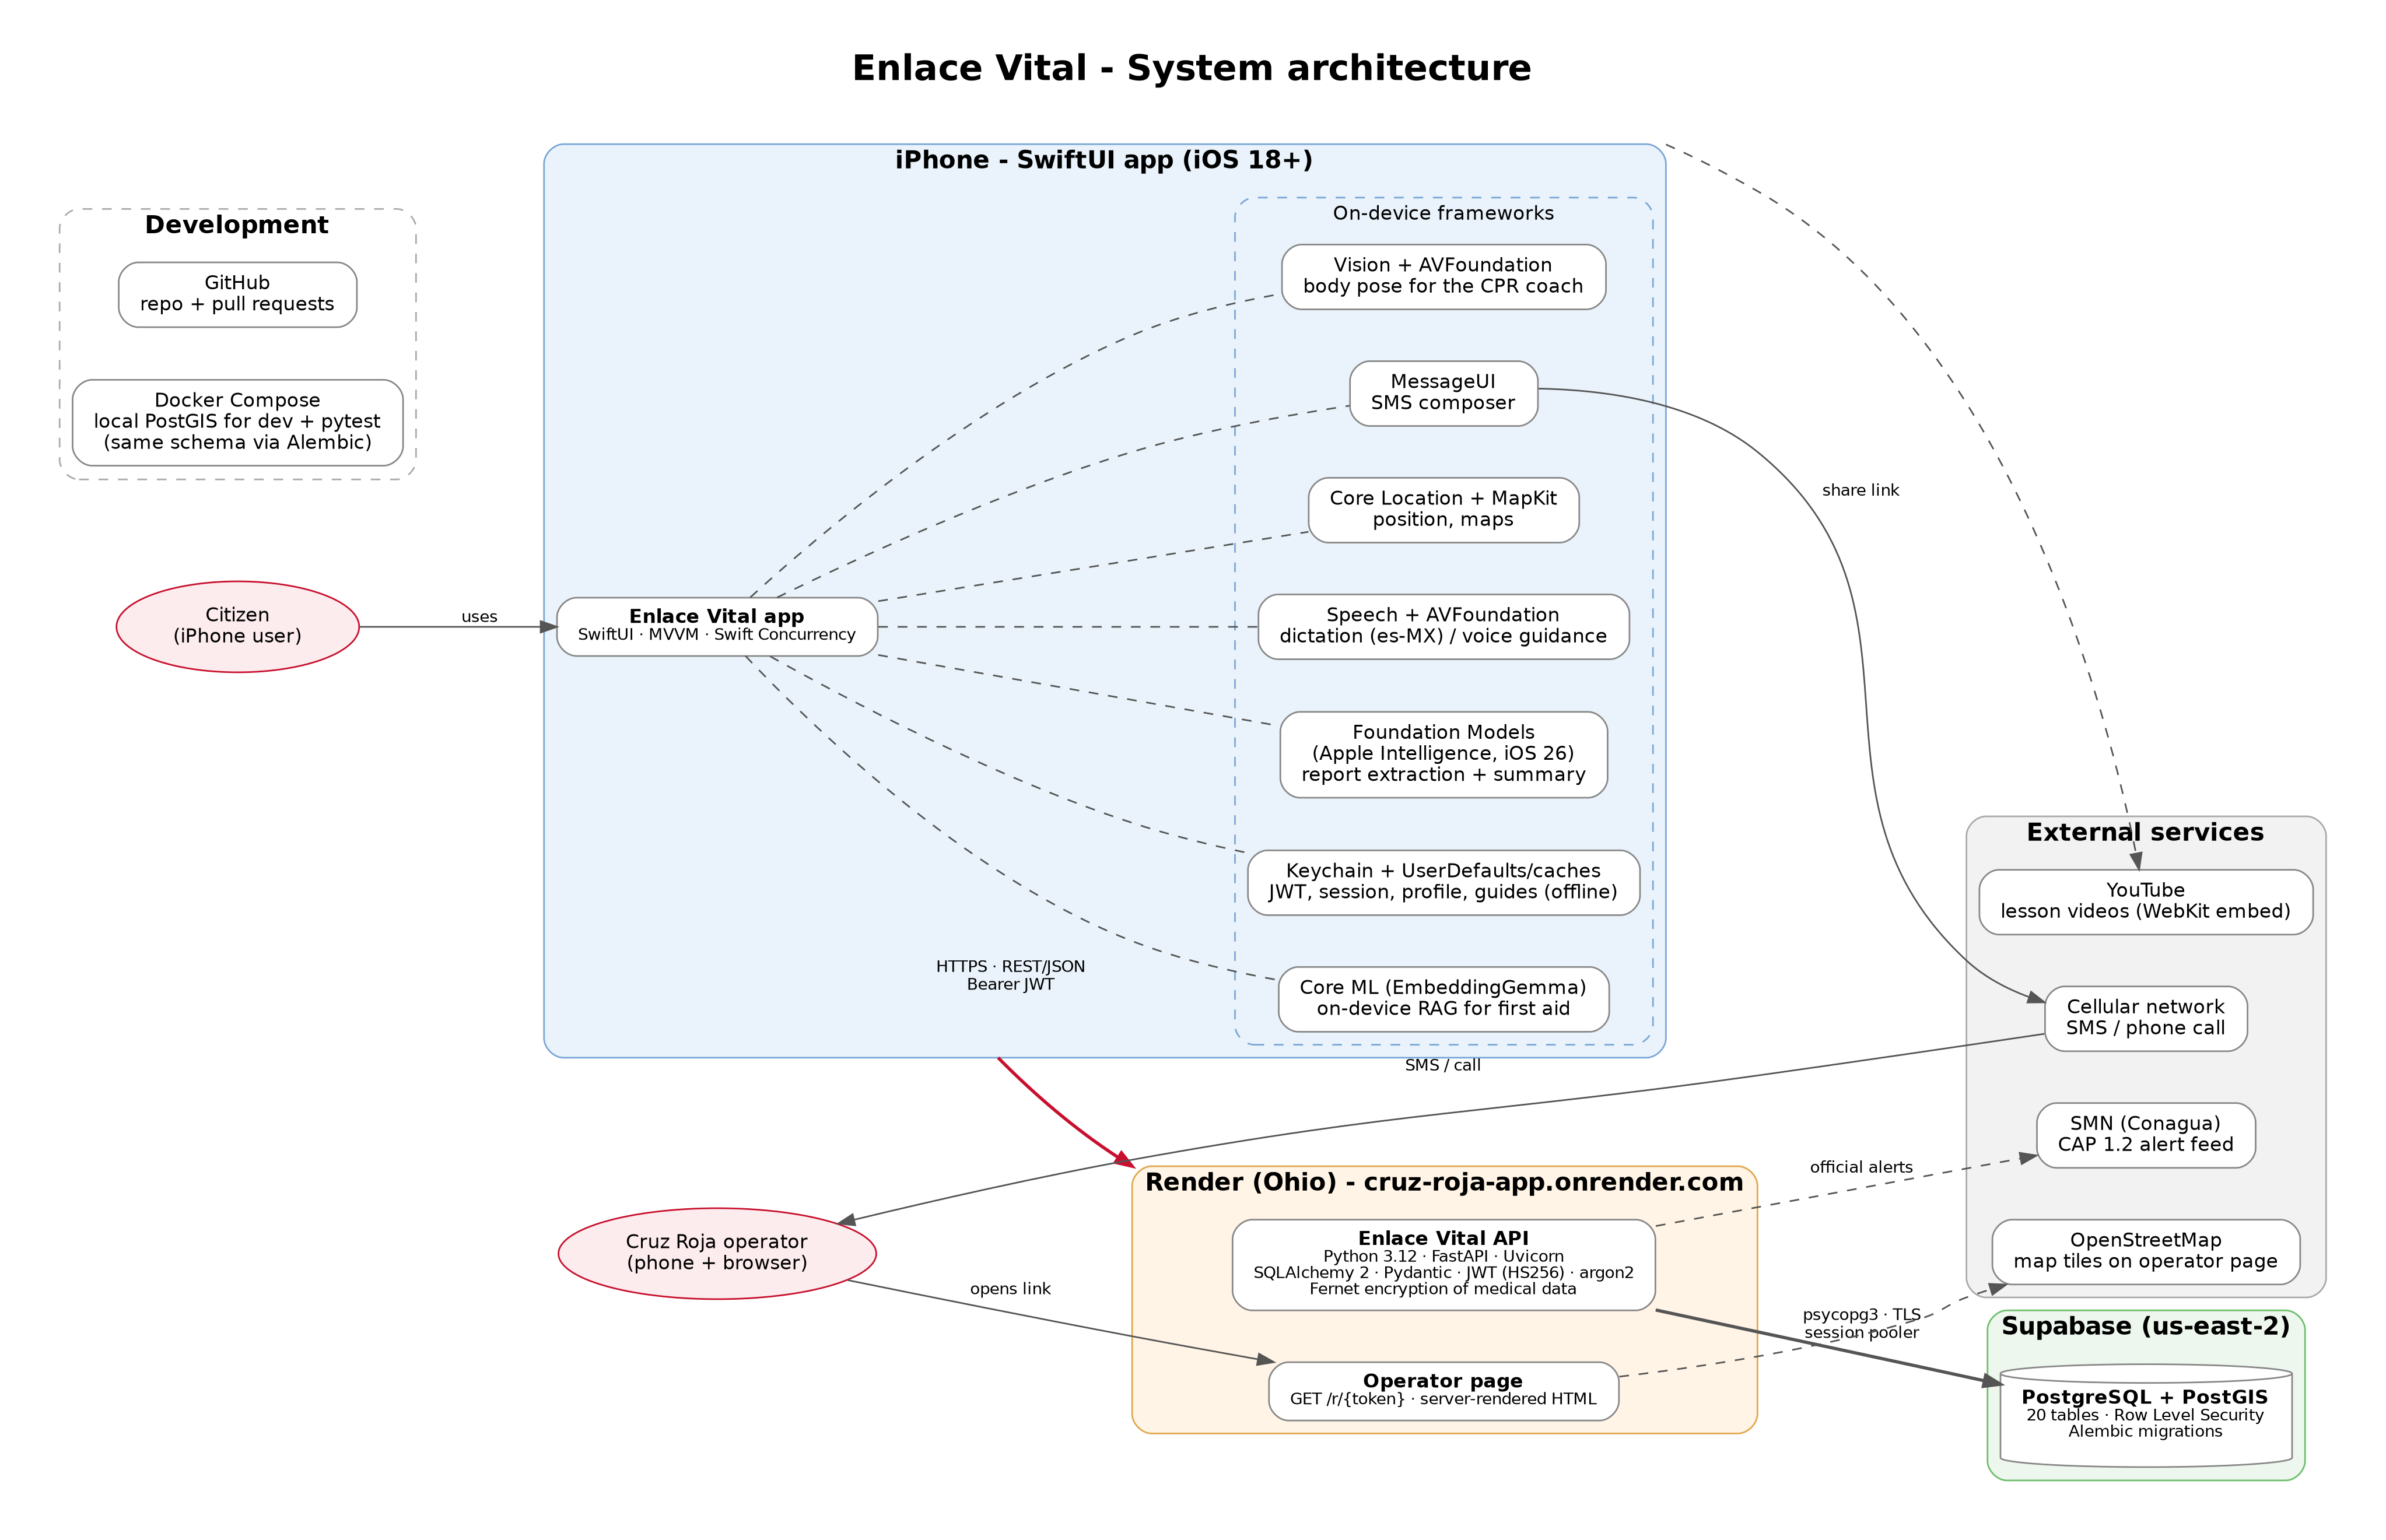 Enlace Vital - System architecture
iPhone - SwiftUI app (iOS 18+)
On-device frameworks
Development
GitHub
repo + pull requests
Docker Compose
local PostGIS for dev + pytest
(same schema via Alembic)
Vision + AVFoundation
body pose for the CPR coach
MessageUI
SMS composer
share link
Core Location + MapKit
position, maps
Citizen
(iPhone user)
uses
Enlace Vital app
SwiftUI · MVVM · Swift Concurrency
Speech + AVFoundation
dictation (es-MX) / voice guidance
Foundation Models
(Apple Intelligence, iOS 26)
report extraction + summary
Keychain + UserDefaults/caches
JWT, session, profile, guides (offline)
HTTPS · REST/JSON
Bearer JWT
Core ML (EmbeddingGemma)
on-device RAG for first aid
External services
YouTube
lesson videos (WebKit embed)
Cellular network
SMS / phone call
SMS / call
SMN (Conagua)
CAP 1.2 alert feed
official alerts
OpenStreetMap
map tiles on operator page
Render (Ohio) - cruz-roja-app.onrender.com
Enlace Vital API
Python 3.12 · FastAPI · Uvicorn
SQLAlchemy 2 · Pydantic · JWT (HS256) · argon2
Fernet encryption of medical data
Cruz Roja operator
(phone + browser)
opens link
Operator page
GET /r/{token} · server-rendered HTML
psycopg3 · TLS
session pooler
Supabase (us-east-2)
PostgreSQL + PostGIS
20 tables · Row Level Security
Alembic migrations